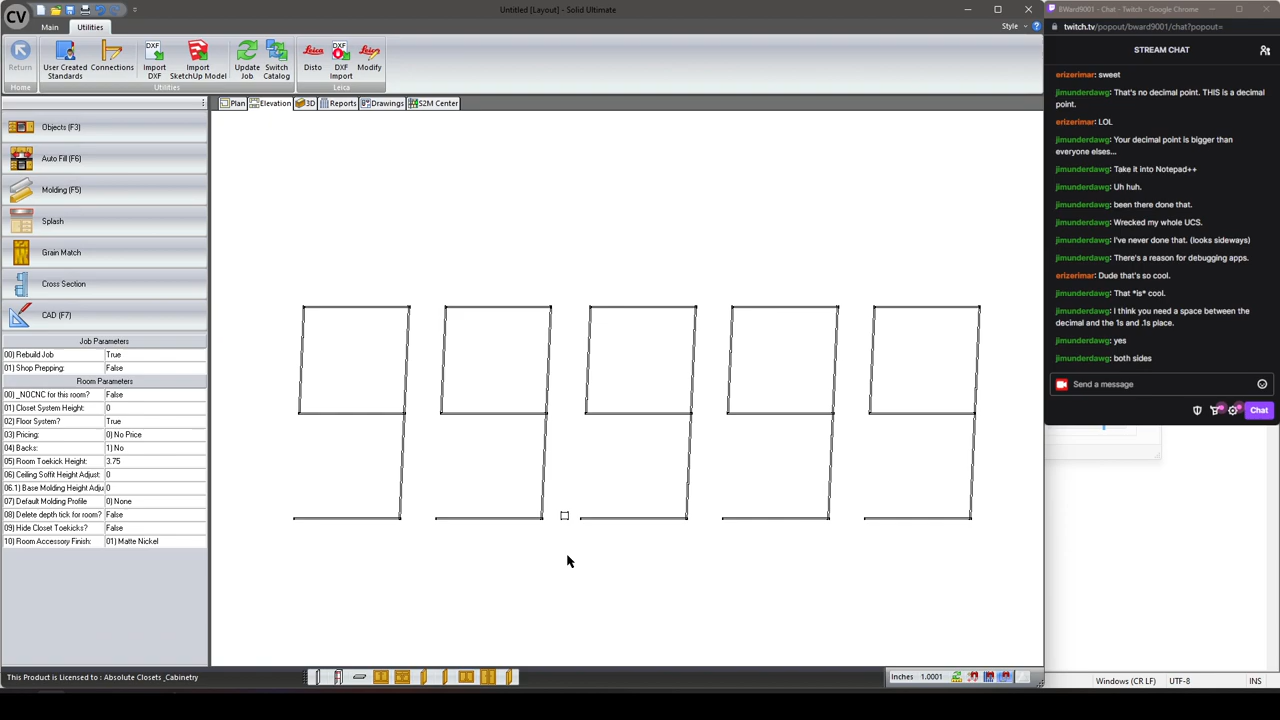 CV
Untitled [Layout] - Solid Ultimate
Main
Utilities
Style
Return
User Created Standards
Connections
Import DXF
Import SketchUp Model
Update Job
Switch Catalog
Disto
DXF Import
Modify
Home
Utilities
Leica
Plan
Elevation
3D
Reports
Drawings
S2M Center
Objects (F3)
Auto Fill (F6)
Molding (F5)
Splash
Grain Match
Cross Section
CAD (F7)
Job Parameters
00) Rebuild Job True
01) Shop Prepping: False
Room Parameters
00) _NOCNC for this room? False
01) Closet System Height: 0
02) Floor System? True
03) Pricing: 0) No Price
04) Backs: 1) No
05) Room Toekick Height: 3.75
06) Ceiling Soffit Height Adjust: 0
06.1) Base Molding Height Adju 0
07) Default Molding Profile 0) None
08) Delete depth tick for room? False
09) Hide Closet Toekicks? False
10) Room Accessory Finish: 01) Matte Nickel
99999
This Product is Licensed to : Absolute Closets _Cabinetry
Inches 1.0001
BWard9001 - Chat - Twitch - Google Chrome
twitch.tv/popout/bward9001/chat?popout=
STREAM CHAT
erizerimar: sweet
jimunderdawg: That's no decimal point. THIS is a decimal
point.
erizerimar: LOL
jimunderdawg: Your decimal point is bigger than
everyone elses...
jimunderdawg: Take it into Notepad++
jimunderdawg: Uh huh.
jimunderdawg: been there done that.
jimunderdawg: Wrecked my whole UCS.
jimunderdawg: I've never done that. (looks sideways)
jimunderdawg: There's a reason for debugging apps.
erizerimar: Dude that's so cool.
jimunderdawg: That *is* cool.
jimunderdawg: I think you need a space between the
decimal and the 1s and .1s place.
jimunderdawg: yes
jimunderdawg: both sides
Send a message
Chat
Windows (CR LF) UTF-8 INS